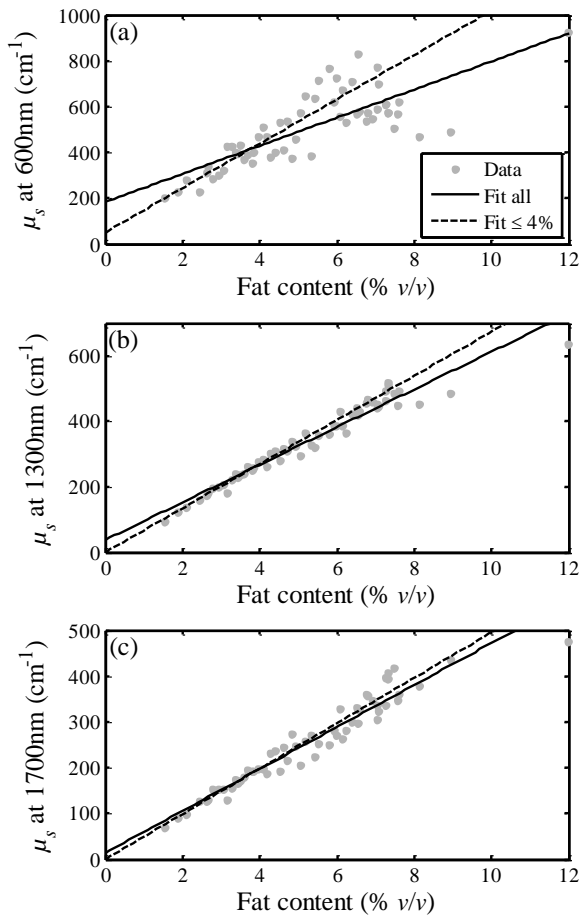 (a)
μs at 600nm (cm-1)
1000
800
600
400
200
0
Data
Fit all
Fit ≤ 4%
0 2 4 6 8 10 12
Fat content (% v/v)
(b)
μs at 1300nm (cm-1)
600
400
200
0
0 2 4 6 8 10 12
Fat content (% v/v)
(c)
μs at 1700nm (cm-1)
500
400
300
200
100
0
0 2 4 6 8 10 12
Fat content (% v/v)